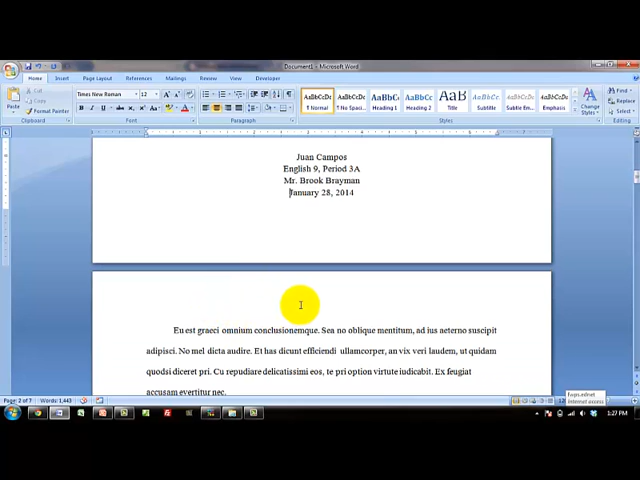 Document1 - Microsoft Word
Home Insert Page Layout References Mailings Review View Developer
Paste Cut Copy Format Painter
Times New Roman 12
AaBbCcDc AaBbCcDc AaBbC AaBbCc AaB AaBbCc. AaBbCcDc AaBbCcDc
¶ Normal ¶ No Spaci... Heading 1 Heading 2 Title Subtitle Subtle Em... Emphasis
Change Styles
Find Replace Select
Clipboard Font Paragraph Styles Editing
Juan Campos
English 9, Period 3A
Mr. Brook Brayman
January 28, 2014
Eu est graeci omnium conclusionemque. Sea no oblique mentitum, ad ius aeterno suscipit
adipisci. No mel dicta audire. Et has dicunt efficiendi ullamcorper, an vix veri laudem, ut quidam
quodsi diceret pri. Cu repudiare delicatissimi eos, te pri option virtute iudicabit. Ex feugiat
accusam evertitur nec.
Internet access
Page: 2 of 7 Words: 1,443
1:27 PM